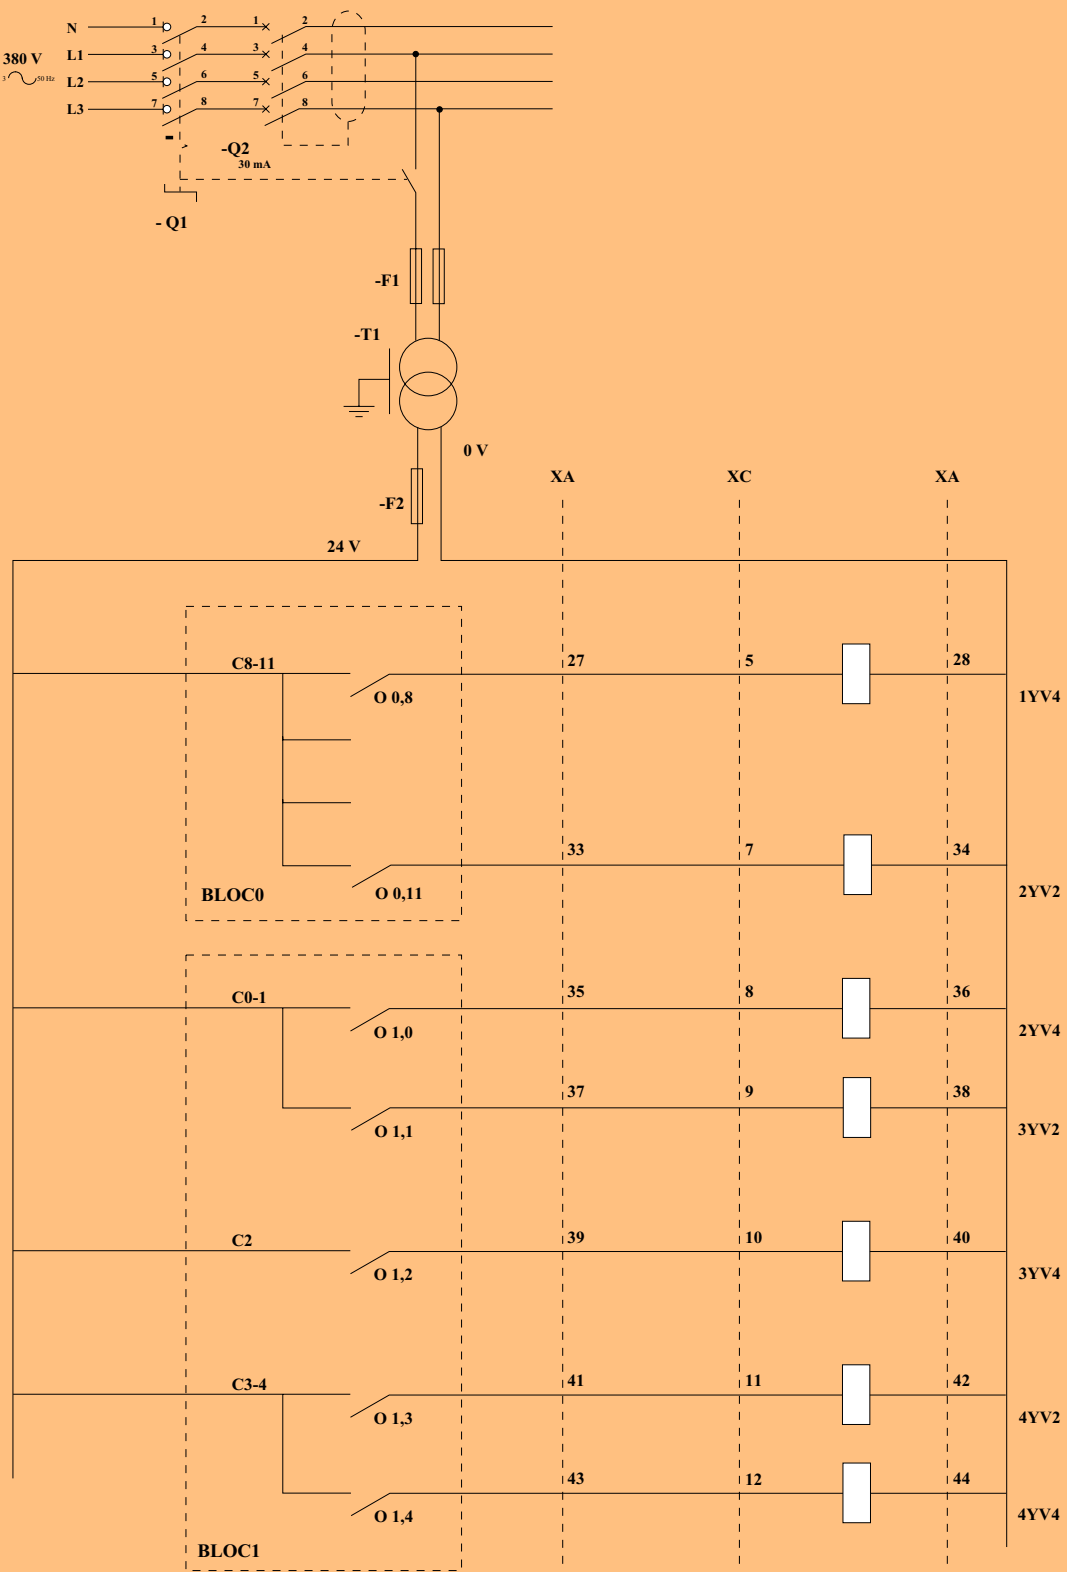 N 1 2 1 2
L1 3 4 3 4
380 V
3 50 Hz
L2 5 6 5 6
L3 7 8 7 8
-Q2
30 mA
- Q1
-F1
-T1
0 V
XA XC XA
-F2
24 V
C8-11 27 5 28
O 0,8 1YV4
33 7 34
BLOC0 O 0,11 2YV2
C0-1 35 8 36
O 1,0 2YV4
37 9 38
O 1,1 3YV2
C2 39 10 40
O 1,2 3YV4
C3-4 41 11 42
O 1,3 4YV2
43 12 44
O 1,4 4YV4
BLOC1